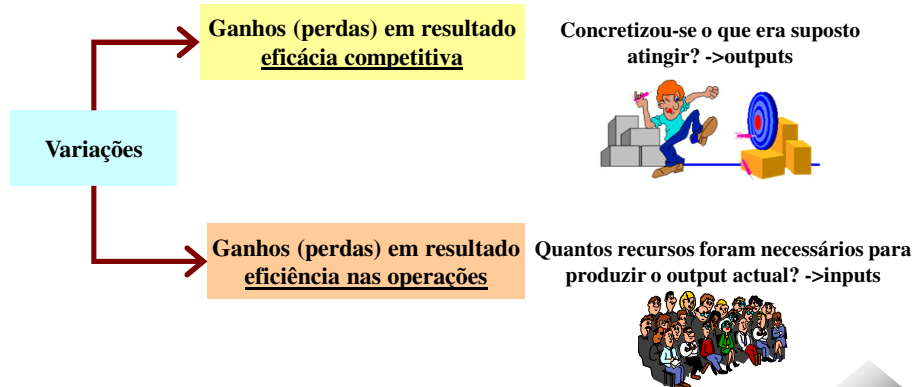 Ganhos (perdas) em resultado
eficácia competitiva
Concretizou-se o que era suposto
atingir? ->outputs
Variações
Ganhos (perdas) em resultado
eficiência nas operações
Quantos recursos foram necessários para
produzir o output actual? ->inputs